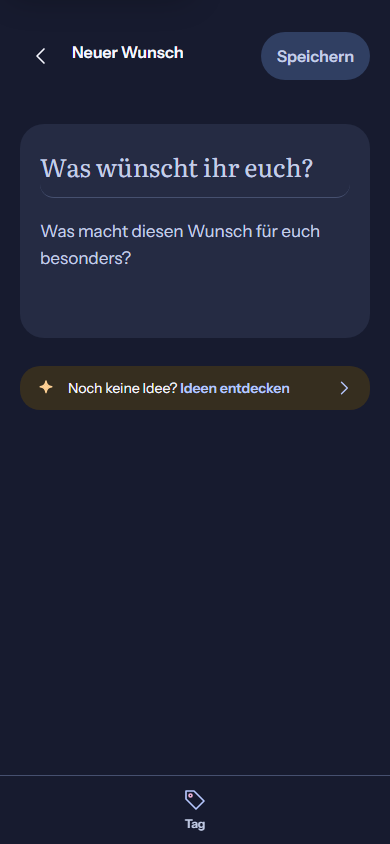 Neuer Wunsch
Speichern
Was wünscht ihr euch?
Was macht diesen Wunsch für euch
besonders?
Noch keine Idee? Ideen entdecken
Tag